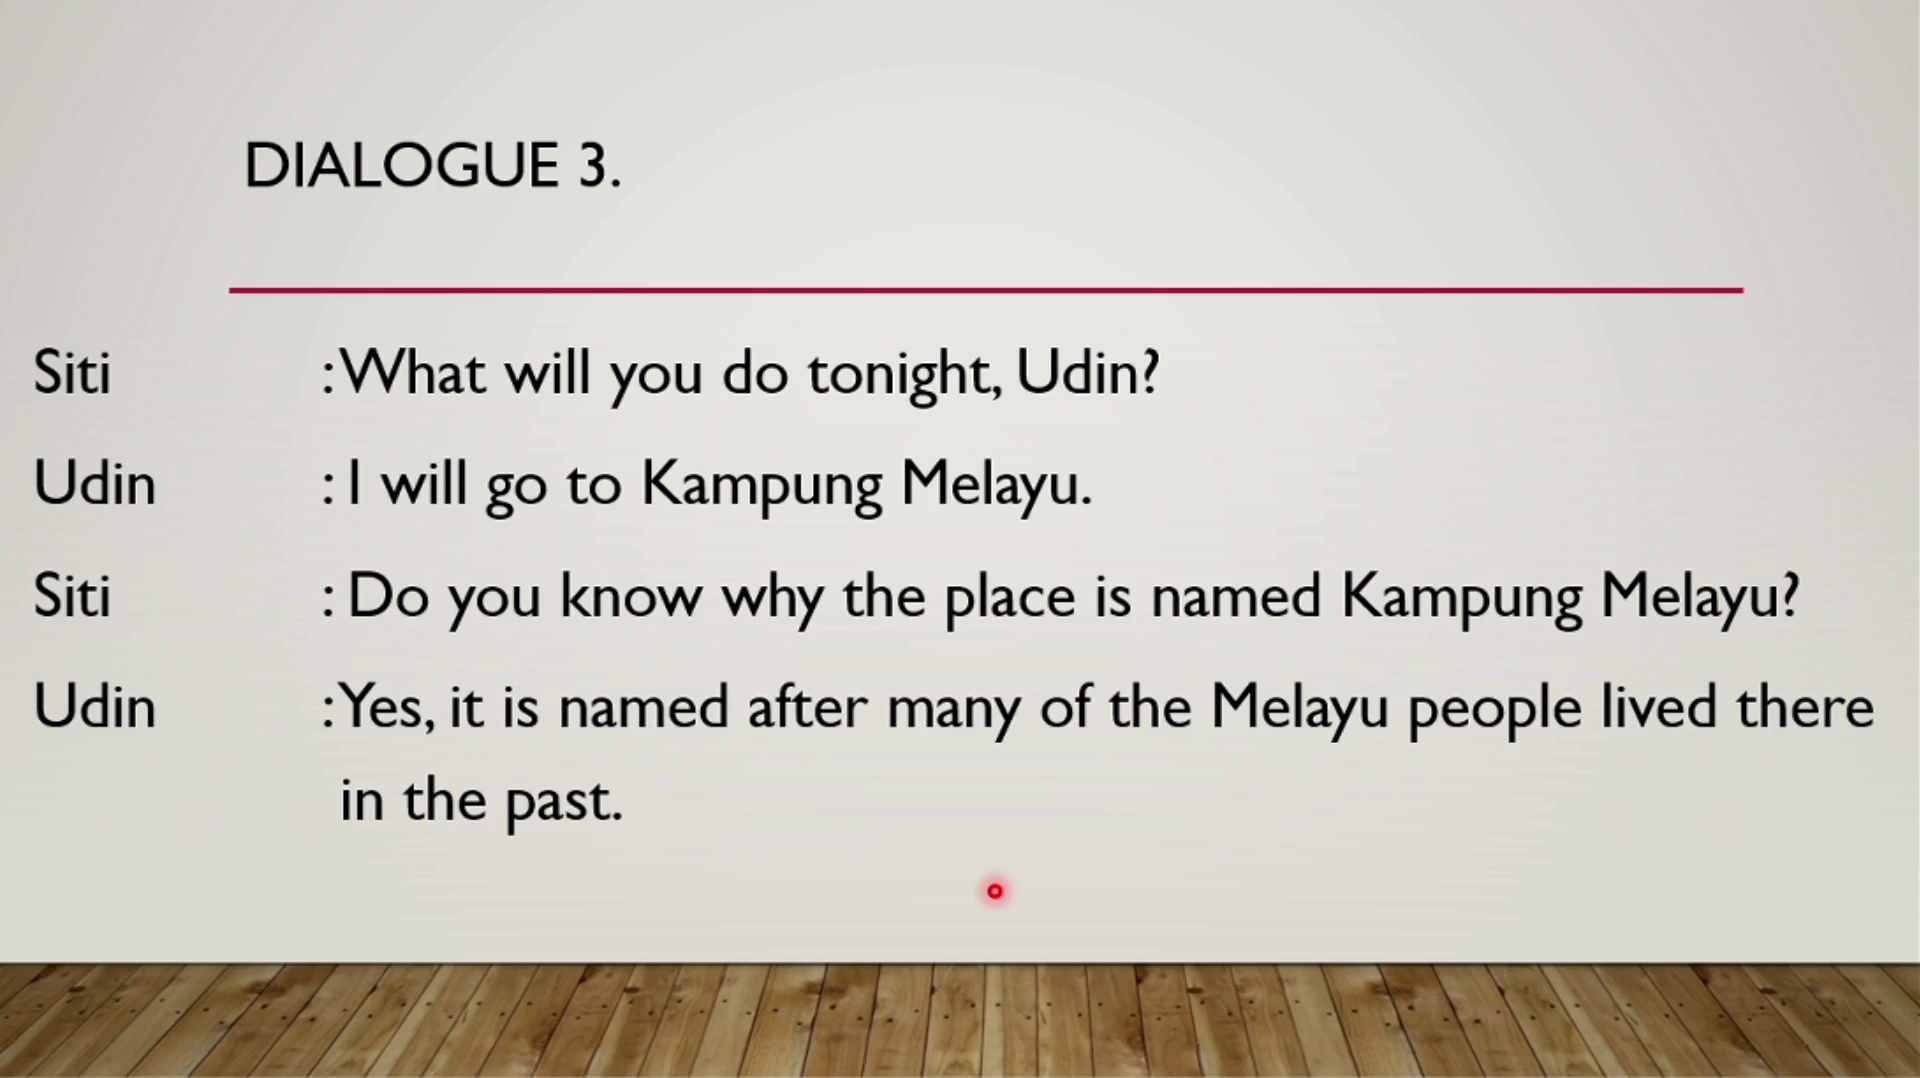 DIALOGUE 3.
Siti : What will you do tonight, Udin?
Udin : I will go to Kampung Melayu.
Siti : Do you know why the place is named Kampung Melayu?
Udin : Yes, it is named after many of the Melayu people lived there
in the past.